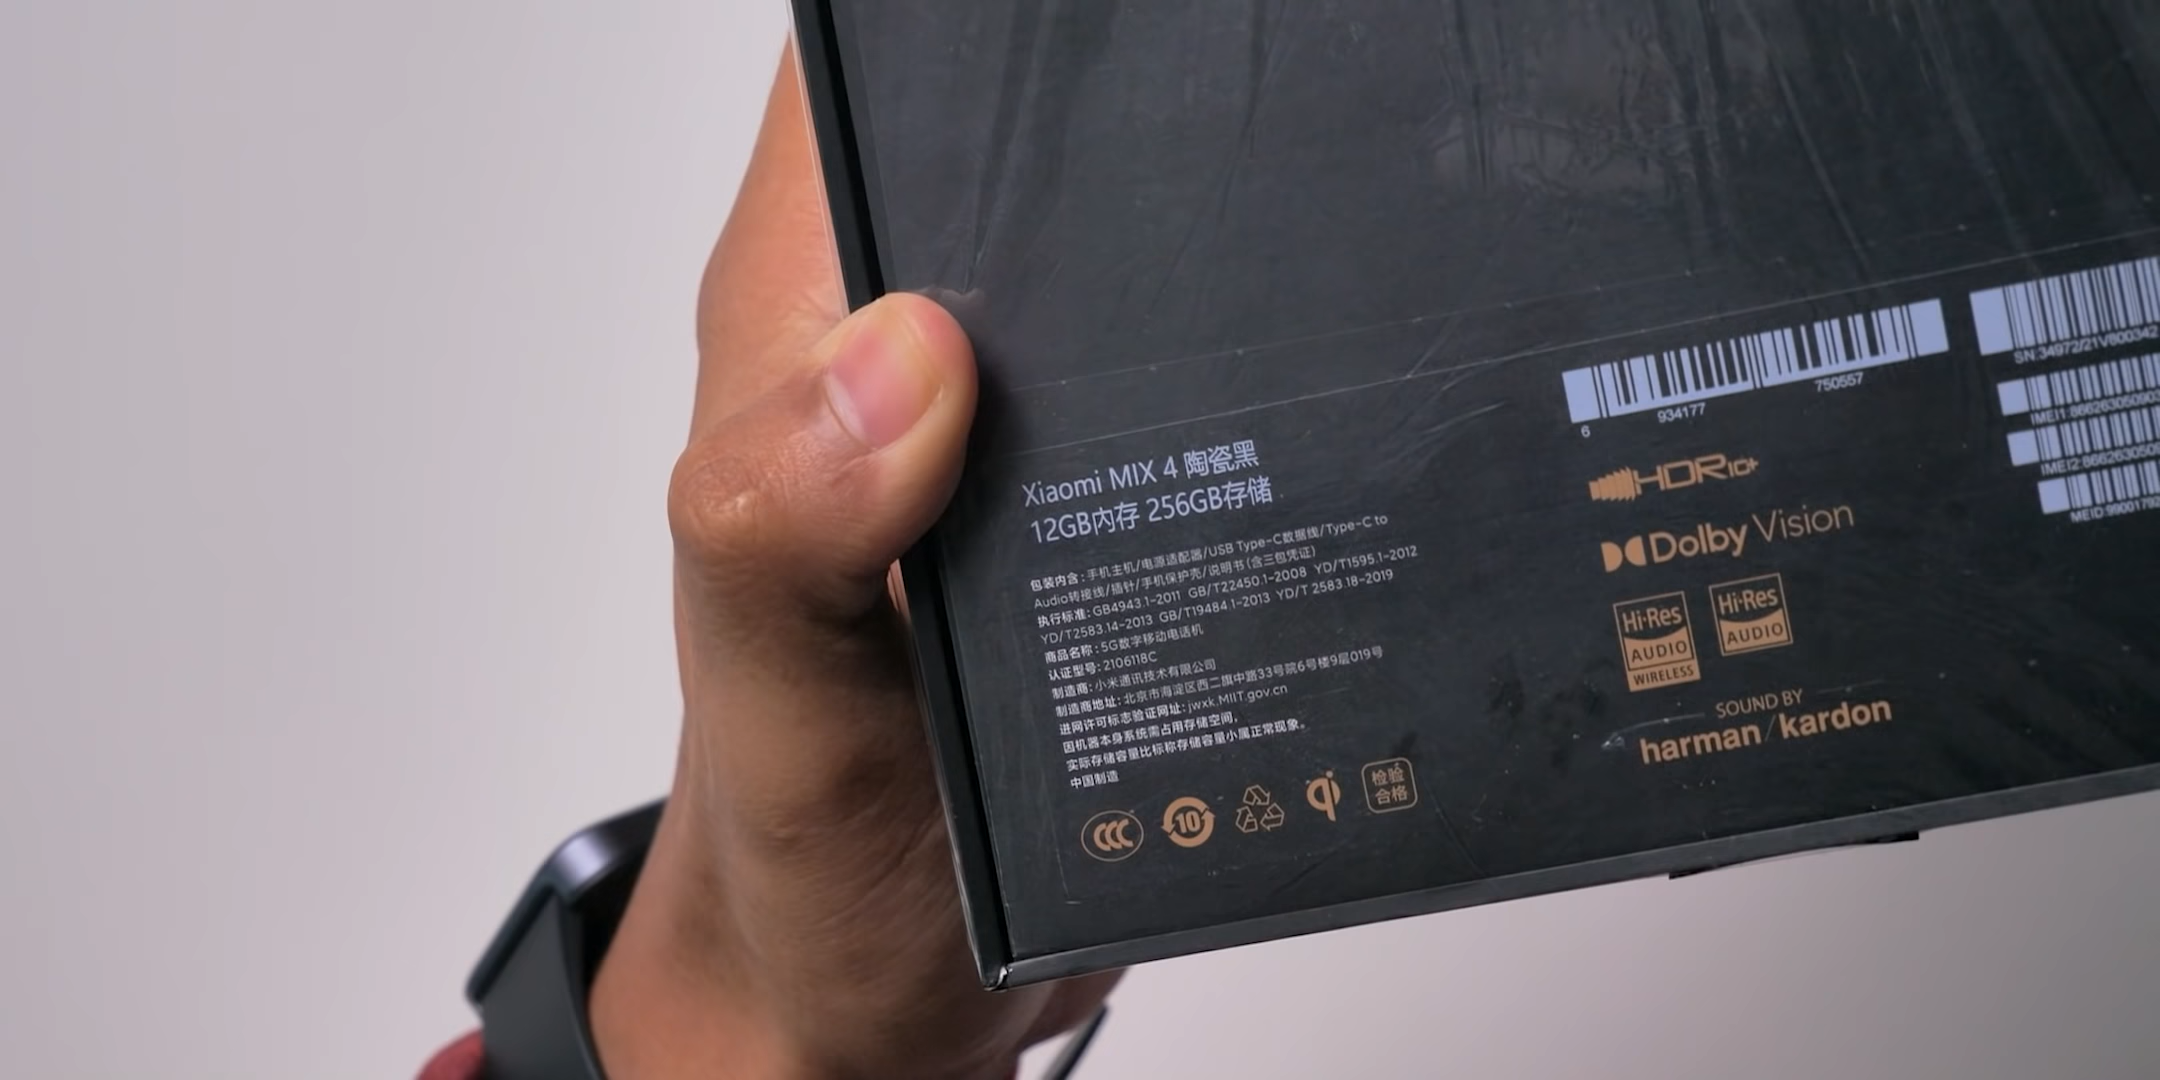 Xiaomi MIX 4 陶瓷黑
12GB内存 256GB存储
包装内含：手机主机/电源适配器/USB Type-C数据线/Type-C to
Audio转接线/插针/手机保护壳/说明书(含三包凭证)
执行标准：GB4943.1-2011 GB/T22450.1-2008 YD/T1595.1-2012
YD/T2583.14-2013 GB/T19484.1-2013 YD/T 2583.18-2019
商品名称：5G数字移动电话机
认证型号：2106118C
制造商：小米通讯技术有限公司
制造商地址：北京市海淀区西二旗中路33号院6号楼9层019号
进网许可标志验证网址：jwxk.MIIT.gov.cn
因机器本身系统需占用存储空间，
实际存储容量比标称存储容量小属正常现象。
中国制造
CCC
10
qi
检验
合格
6 934177 750557
HDR10+
Dolby Vision
Hi-Res
AUDIO
WIRELESS
Hi-Res
AUDIO
SOUND BY
harman/kardon
SN:34972/21V800342
IMEI1:
IMEI2:
MEID: